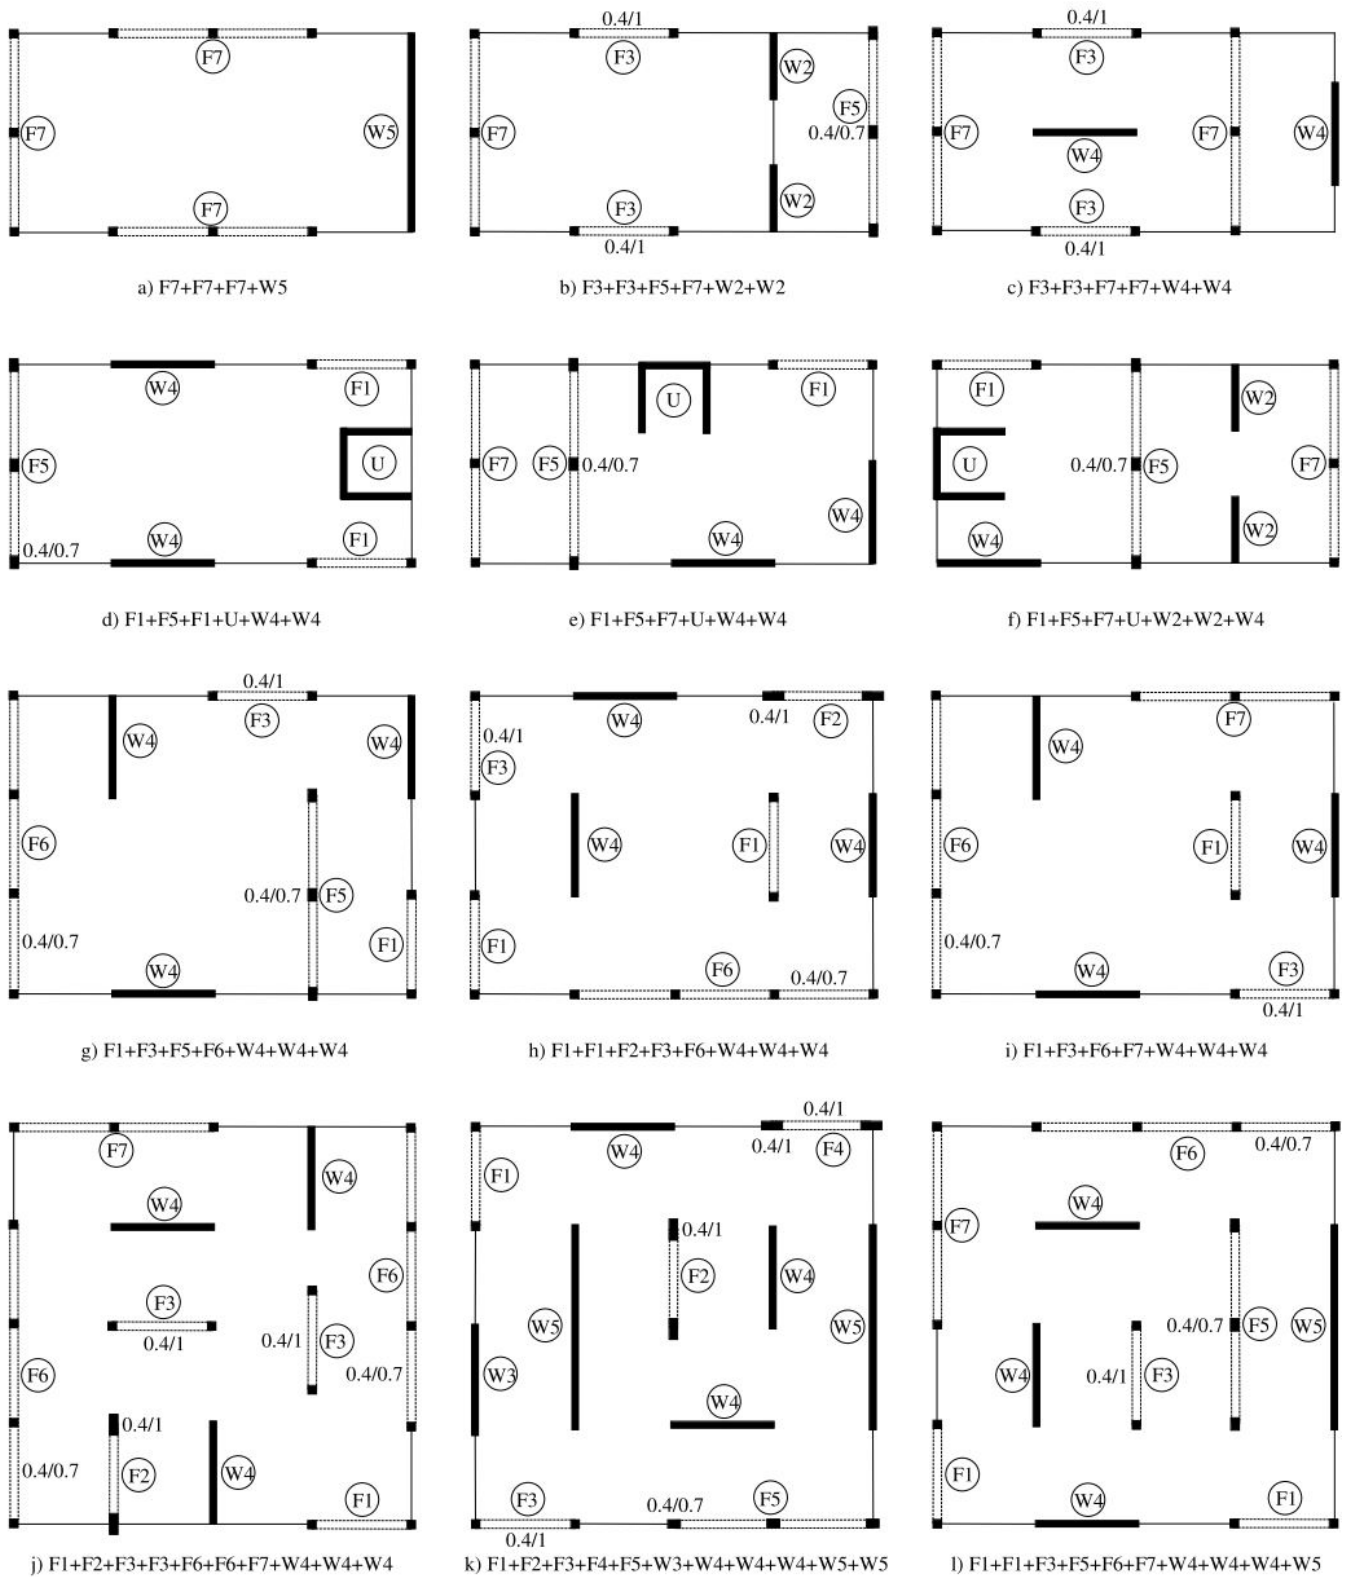 0.4/1 0.4/1
F7 F3 F3
W2
F5
F7 W5 F7 0.4/0.7 F7 F7 W4
W4
F7 F3 W2 F3
0.4/1 0.4/1
a) F7+F7+F7+W5 b) F3+F3+F5+F7+W2+W2 c) F3+F3+F7+F7+W4+W4
W4 F1 U F1 F1 W2
F5 U F7 F5 0.4/0.7 U 0.4/0.7 F5 F7
W4
0.4/0.7 W4 F1 W4 W4 W2
d) F1+F5+F1+U+W4+W4 e) F1+F5+F7+U+W4+W4 f) F1+F5+F7+U+W2+W2+W4
0.4/1
W4 F3 W4 0.4/1 W4 0.4/1 F2 W4 F7
F3
F6 W4 F1 W4 F6 F1 W4
0.4/0.7 F5
0.4/0.7 W4 F1 F1 F6 0.4/0.7 0.4/0.7 W4 F3
0.4/1
g) F1+F3+F5+F6+W4+W4+W4 h) F1+F1+F2+F3+F6+W4+W4+W4 i) F1+F3+F6+F7+W4+W4+W4
0.4/1
F7 W4 W4 0.4/1 F4 F6 0.4/0.7
W4 F1 W4
0.4/1 F7
F6 F2 W4
F3 0.4/1 F3 W5 W5 0.4/0.7 F5 W5
0.4/1
F6 0.4/0.7 W3 W4 0.4/1 F3
0.4/1 W4
0.4/0.7 F2 W4 F1 F3 0.4/0.7 F5 F1 W4 F1
0.4/1
j) F1+F2+F3+F3+F6+F6+F7+W4+W4+W4 k) F1+F2+F3+F4+F5+W3+W4+W4+W4+W5+W5 l) F1+F1+F3+F5+F6+F7+W4+W4+W4+W5